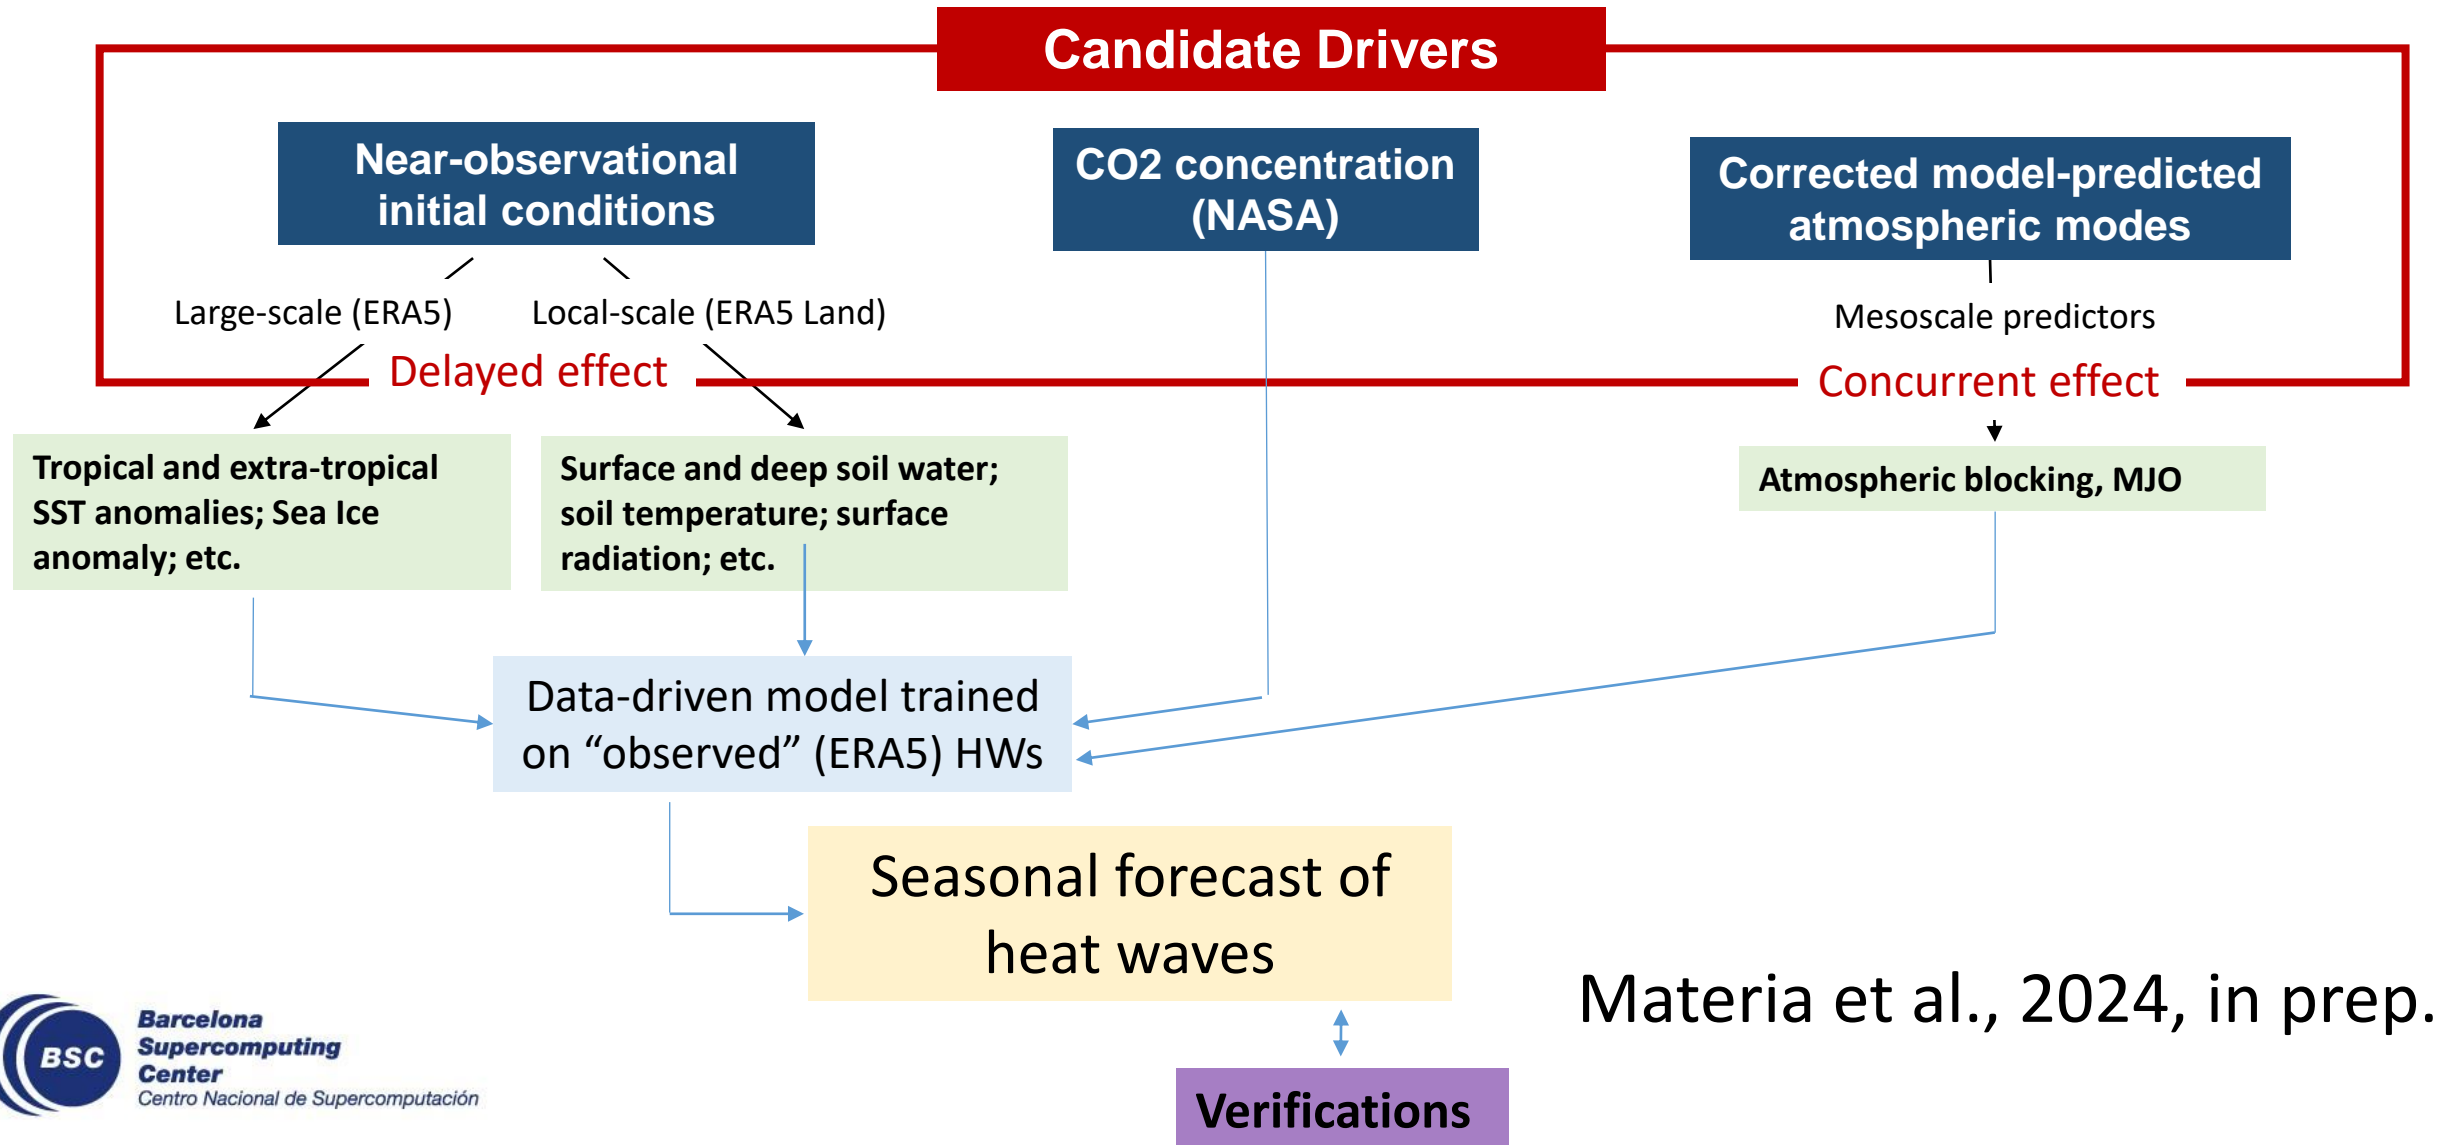 Candidate Drivers
Near-observational
initial conditions
CO2 concentration
(NASA)
Corrected model-predicted
atmospheric modes
Large-scale (ERA5)
Local-scale (ERA5 Land)
Mesoscale predictors
Delayed effect
Concurrent effect
Tropical and extra-tropical
SST anomalies; Sea Ice
anomaly; etc.
Surface and deep soil water;
soil temperature; surface
radiation; etc.
Atmospheric blocking, MJO
Data-driven model trained
on “observed” (ERA5) HWs
Seasonal forecast of
heat waves
Materia et al., 2024, in prep.
BSC
Barcelona
Supercomputing
Center
Centro Nacional de Supercomputación
Verifications